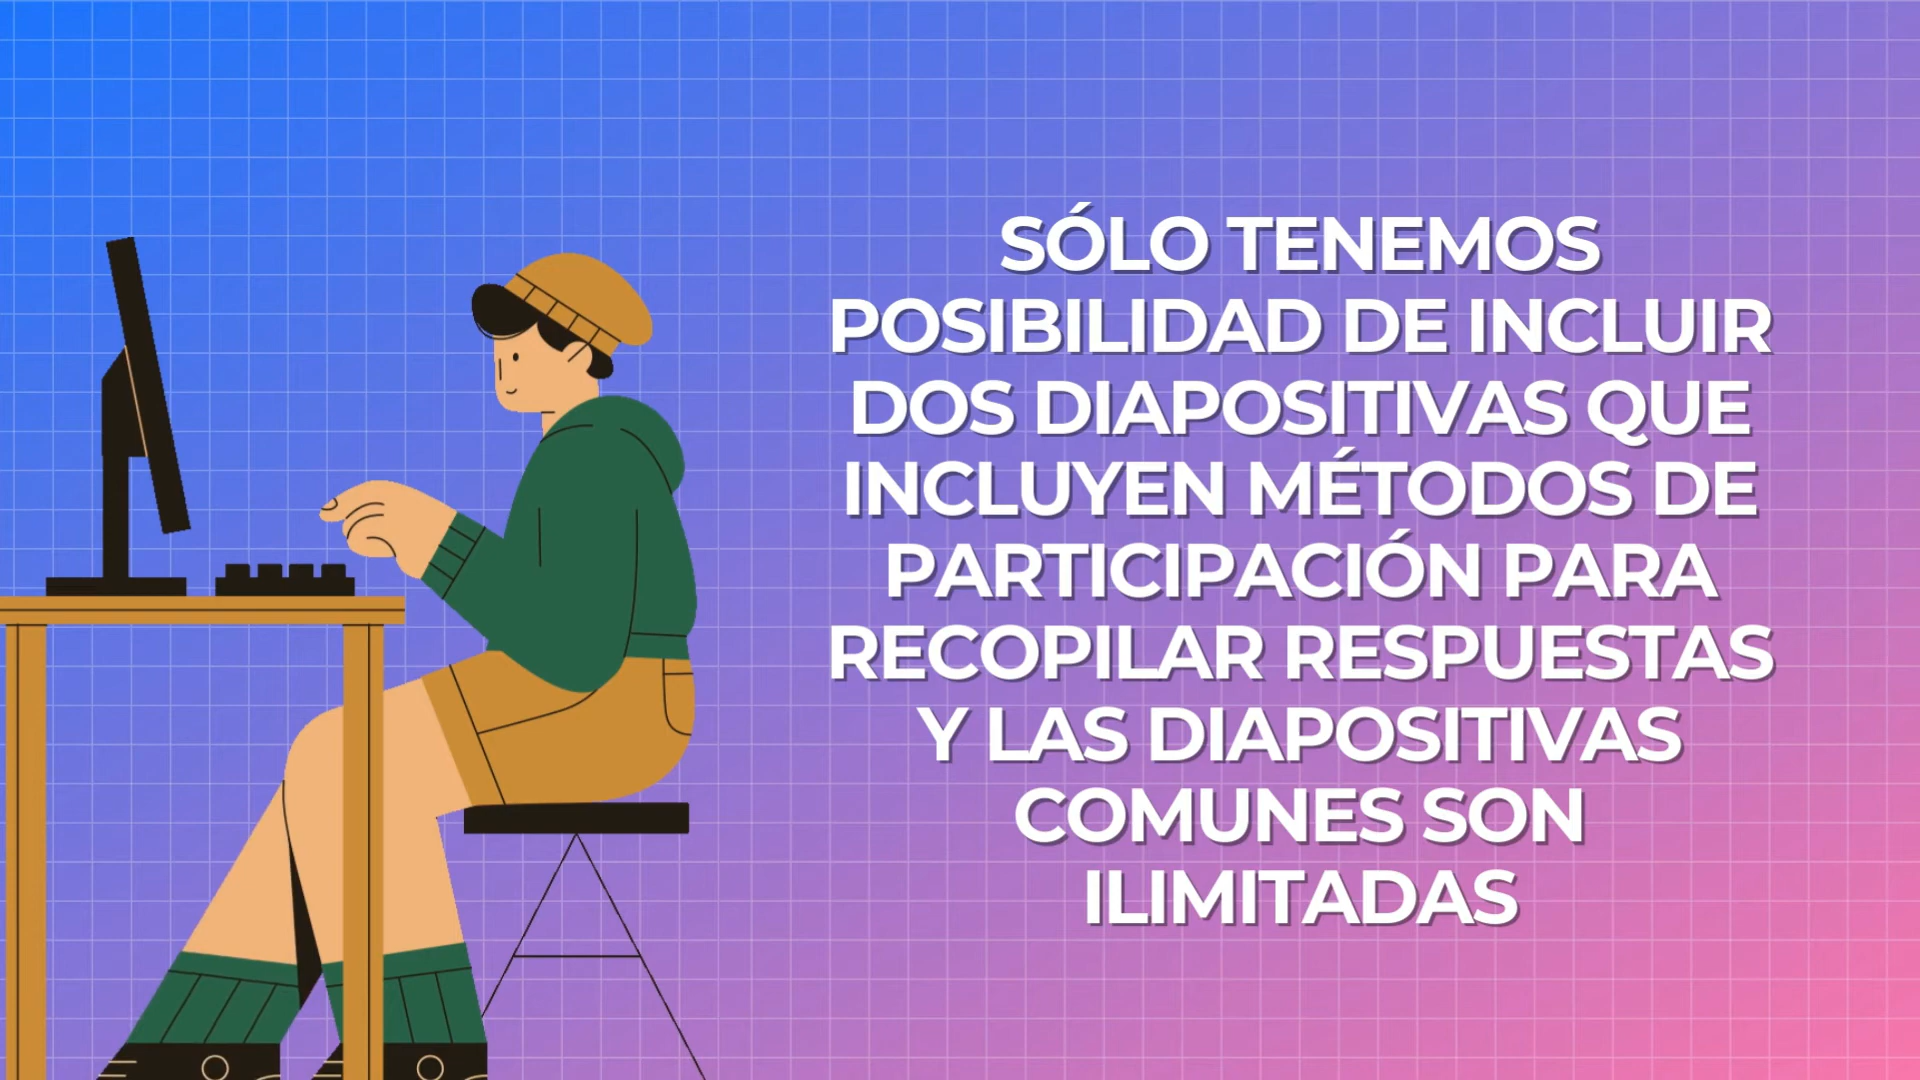 SÓLO TENEMOS
POSIBILIDAD DE INCLUIR
DOS DIAPOSITIVAS QUE
INCLUYEN MÉTODOS DE
PARTICIPACIÓN PARA
RECOPILAR RESPUESTAS
Y LAS DIAPOSITIVAS
COMUNES SON
ILIMITADAS